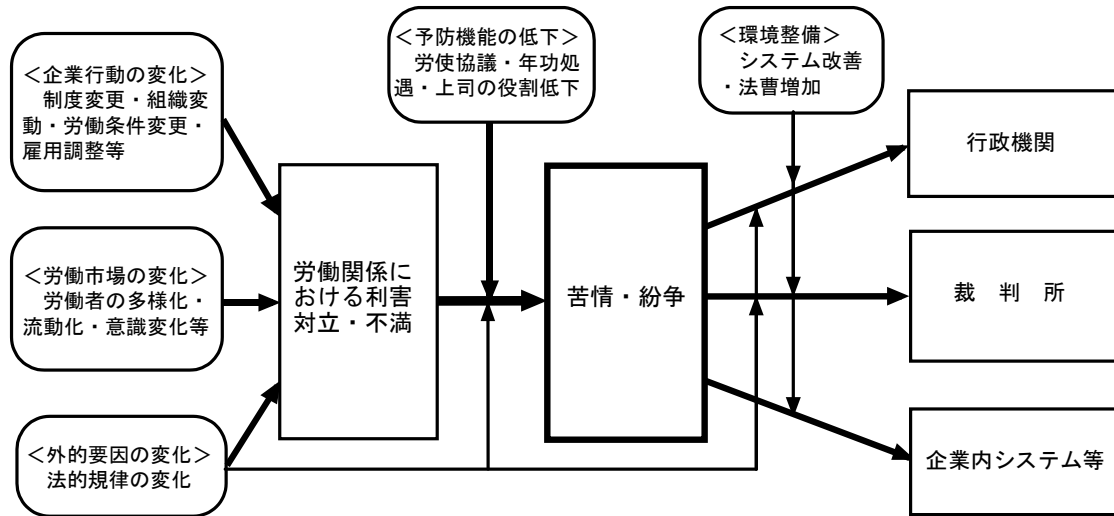 <企業行動の変化>
制度変更・組織変
動・労働条件変更・
雇用調整等
<予防機能の低下>
労使協議・年功処
遇・上司の役割低下
<環境整備>
システム改善
・法曹増加
行政機関
<労働市場の変化>
労働者の多様化・
流動化・意識変化等
労働関係に
おける利害
対立・不満
苦情・紛争
裁 判 所
<外的要因の変化>
法的規律の変化
企業内システム等